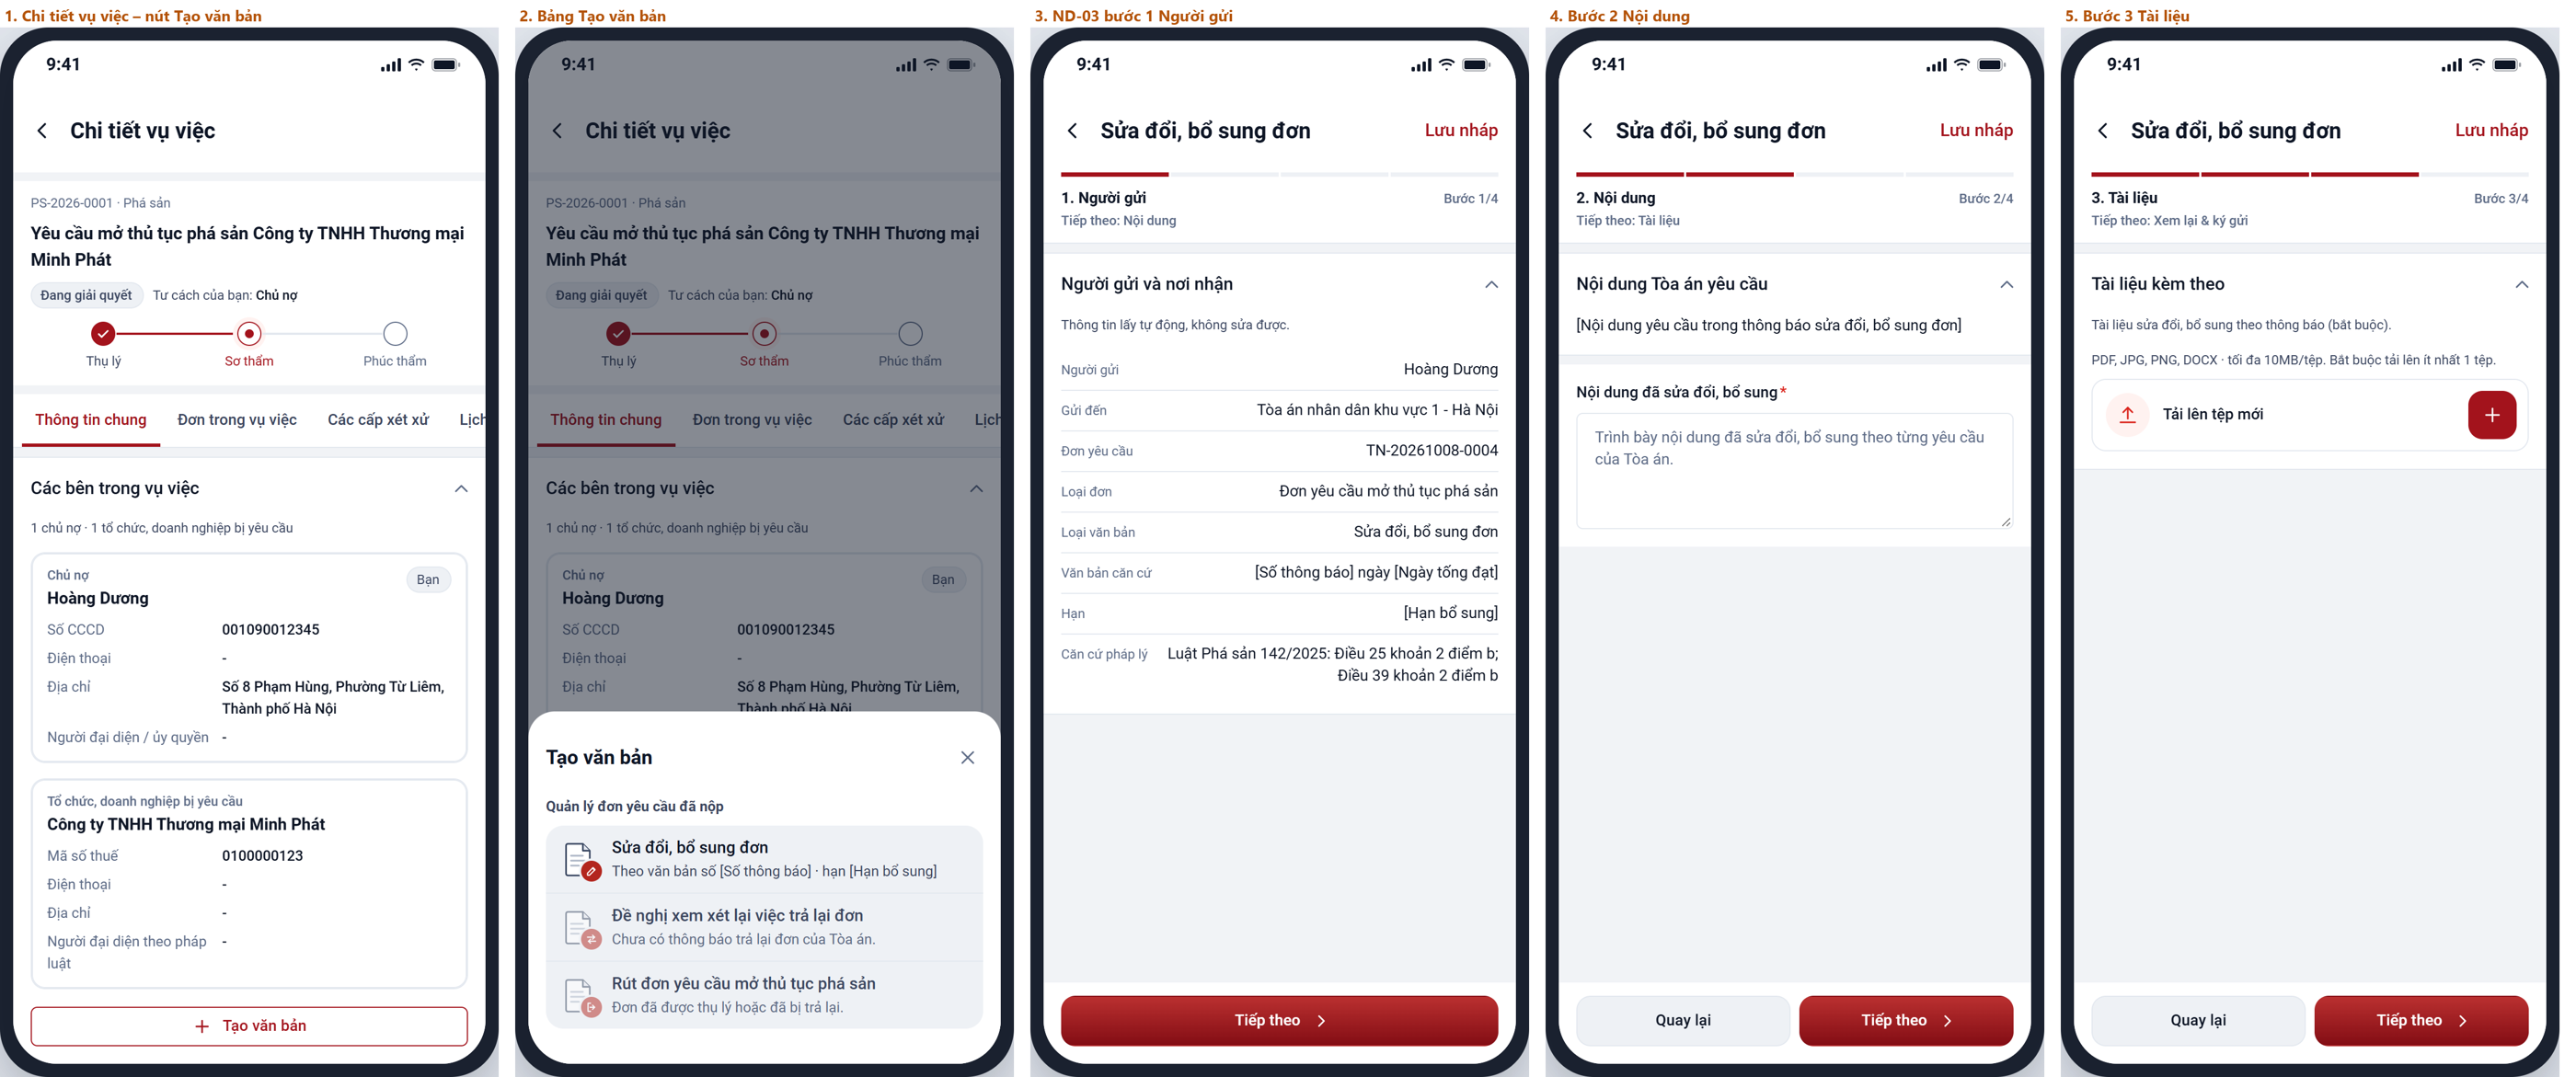 1. Chi tiết vụ việc – nút Tạo văn bản
9:41
Chi tiết vụ việc
PS-2026-0001 · Phá sản
Yêu cầu mở thủ tục phá sản Công ty TNHH Thương mại
Minh Phát
Đang giải quyết
Tư cách của bạn: Chủ nợ
Thụ lý
Sơ thẩm
Phúc thẩm
Thông tin chung
Đơn trong vụ việc
Các cấp xét xử
Lịch
Các bên trong vụ việc
1 chủ nợ · 1 tổ chức, doanh nghiệp bị yêu cầu
Chủ nợ
Bạn
Hoàng Dương
Số CCCD 001090012345
Điện thoại -
Địa chỉ Số 8 Phạm Hùng, Phường Từ Liêm,
Thành phố Hà Nội
Người đại diện / ủy quyền -
Tổ chức, doanh nghiệp bị yêu cầu
Công ty TNHH Thương mại Minh Phát
Mã số thuế 0100000123
Điện thoại -
Địa chỉ -
Người đại diện theo pháp -
luật
+ Tạo văn bản
2. Bảng Tạo văn bản
9:41
Chi tiết vụ việc
PS-2026-0001 · Phá sản
Yêu cầu mở thủ tục phá sản Công ty TNHH Thương mại
Minh Phát
Đang giải quyết
Tư cách của bạn: Chủ nợ
Thụ lý
Sơ thẩm
Phúc thẩm
Thông tin chung
Đơn trong vụ việc
Các cấp xét xử
Lịch
Các bên trong vụ việc
1 chủ nợ · 1 tổ chức, doanh nghiệp bị yêu cầu
Chủ nợ
Bạn
Hoàng Dương
Số CCCD 001090012345
Điện thoại -
Địa chỉ Số 8 Phạm Hùng, Phường Từ Liêm,
Thành phố Hà Nội
Tạo văn bản
Quản lý đơn yêu cầu đã nộp
Sửa đổi, bổ sung đơn
Theo văn bản số [Số thông báo] · hạn [Hạn bổ sung]
Đề nghị xem xét lại việc trả lại đơn
Chưa có thông báo trả lại đơn của Tòa án.
Rút đơn yêu cầu mở thủ tục phá sản
Đơn đã được thụ lý hoặc đã bị trả lại.
3. ND-03 bước 1 Người gửi
9:41
Sửa đổi, bổ sung đơn
Lưu nháp
1. Người gửi
Bước 1/4
Tiếp theo: Nội dung
Người gửi và nơi nhận
Thông tin lấy tự động, không sửa được.
Người gửi Hoàng Dương
Gửi đến Tòa án nhân dân khu vực 1 - Hà Nội
Đơn yêu cầu TN-20261008-0004
Loại đơn Đơn yêu cầu mở thủ tục phá sản
Loại văn bản Sửa đổi, bổ sung đơn
Văn bản căn cứ [Số thông báo] ngày [Ngày tống đạt]
Hạn [Hạn bổ sung]
Căn cứ pháp lý Luật Phá sản 142/2025: Điều 25 khoản 2 điểm b;
Điều 39 khoản 2 điểm b
Tiếp theo
4. Bước 2 Nội dung
9:41
Sửa đổi, bổ sung đơn
Lưu nháp
2. Nội dung
Bước 2/4
Tiếp theo: Tài liệu
Nội dung Tòa án yêu cầu
[Nội dung yêu cầu trong thông báo sửa đổi, bổ sung đơn]
Nội dung đã sửa đổi, bổ sung*
Trình bày nội dung đã sửa đổi, bổ sung theo từng yêu cầu
của Tòa án.
Quay lại
Tiếp theo
5. Bước 3 Tài liệu
9:41
Sửa đổi, bổ sung đơn
Lưu nháp
3. Tài liệu
Bước 3/4
Tiếp theo: Xem lại & ký gửi
Tài liệu kèm theo
Tài liệu sửa đổi, bổ sung theo thông báo (bắt buộc).
PDF, JPG, PNG, DOCX · tối đa 10MB/tệp. Bắt buộc tải lên ít nhất 1 tệp.
Tải lên tệp mới
Quay lại
Tiếp theo